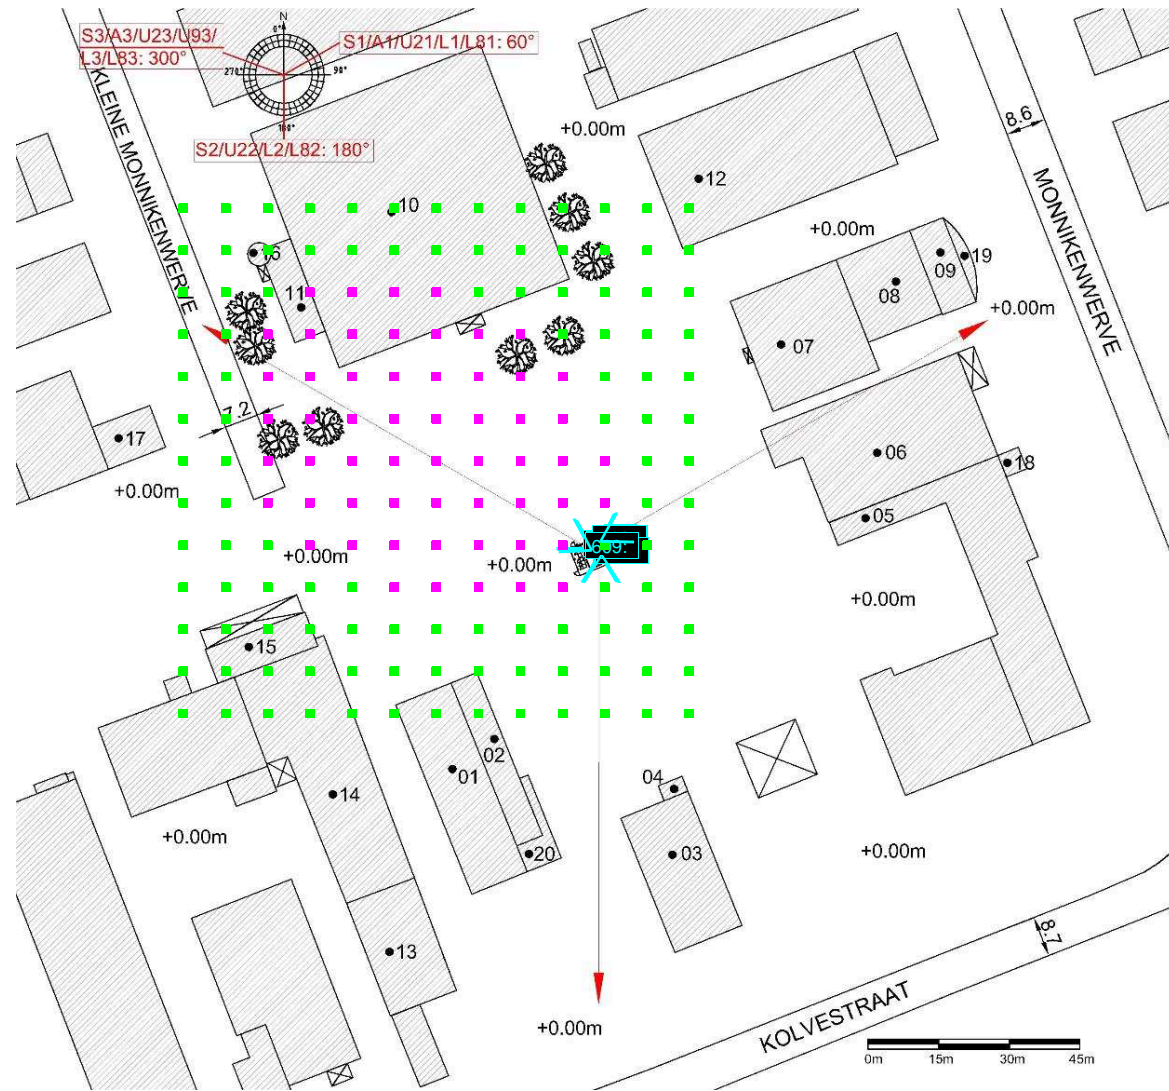 N
S3/A3/U23/U93/
L3/L83: 300°
0°
S1/A1/U21/L1/L81: 60°
270°
90°
180°
S2/U22/L2/L82: 180°
KLEINE MONNIKENWERVE
+0.00m
8.6
MONNIKENWERVE
12
10
+0.00m
16
09
19
08
11
+0.00m
07
7.2
17
06
18
+0.00m
05
+0.00m
+0.00m
+0.00m
15
02
01
04
14
+0.00m
03
20
+0.00m
13
8.7
KOLVESTRAAT
+0.00m
0m
15m
30m
45m